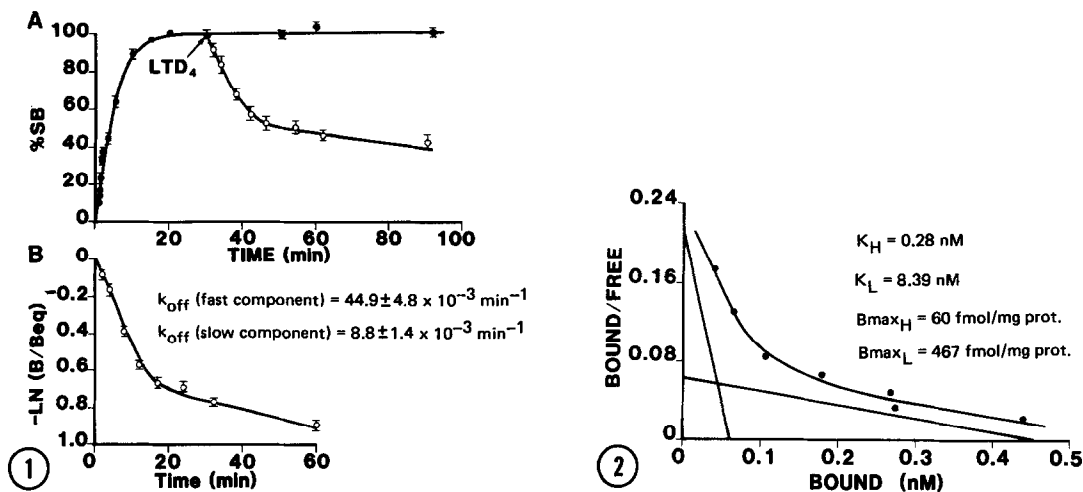 A
100
80
60
40
20
0
%SB
LTD4
0 20 40 60 80 100
TIME (min)
B
0
-0.2
0.4
0.6
0.8
1.0
-LN (B/Beq)
koff (fast component) = 44.9±4.8 x 10-3 min-1
koff (slow component) = 8.8±1.4 x 10-3 min-1
0 20 40 60
Time (min)
1
0.24
0.16
0.08
0
BOUND/FREE
KH = 0.28 nM
KL = 8.39 nM
BmaxH = 60 fmol/mg prot.
BmaxL = 467 fmol/mg prot.
0 0.1 0.2 0.3 0.4 0.5
BOUND (nM)
2